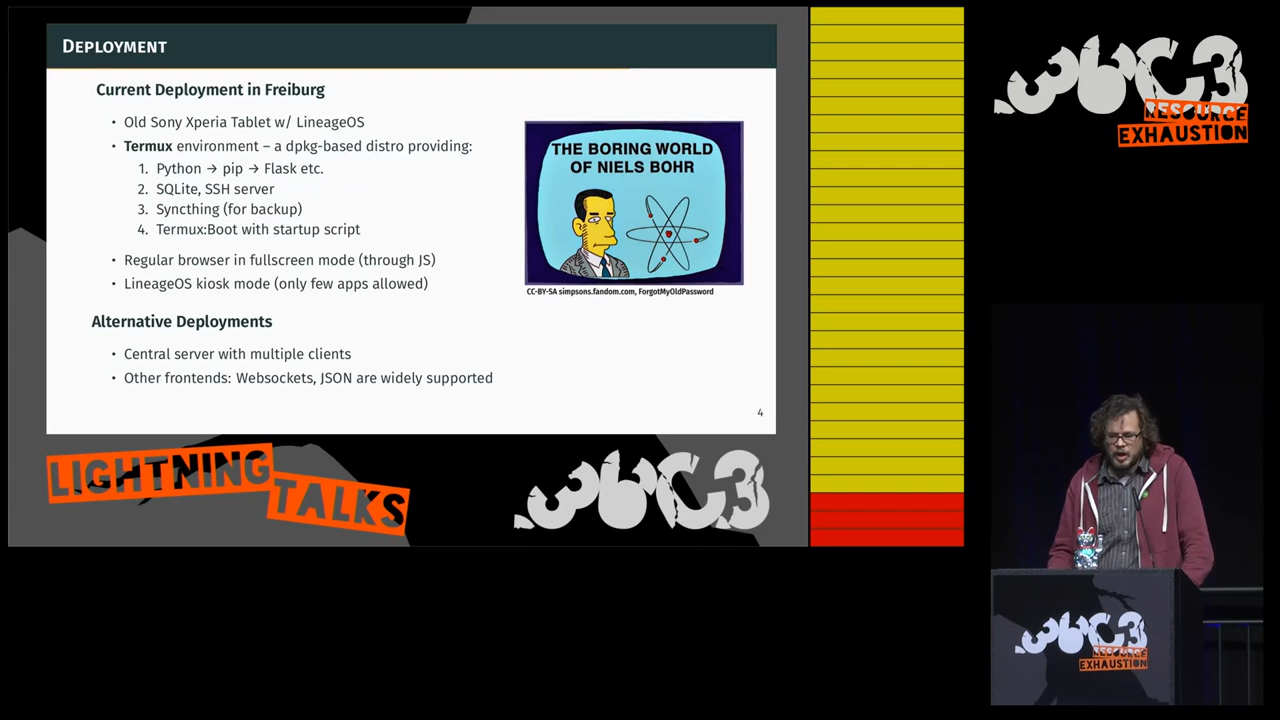 DEPLOYMENT
Current Deployment in Freiburg
• Old Sony Xperia Tablet w/ LineageOS
• Termux environment – a dpkg-based distro providing:
1. Python → pip → Flask etc.
2. SQLite, SSH server
3. Syncthing (for backup)
4. Termux:Boot with startup script
• Regular browser in fullscreen mode (through JS)
• LineageOS kiosk mode (only few apps allowed)
THE BORING WORLD
OF NIELS BOHR
CC-BY-SA simpsons.fandom.com, ForgotMyOldPassword
Alternative Deployments
• Central server with multiple clients
• Other frontends: Websockets, JSON are widely supported
4
LIGHTNING
TALKS
36C3
36C3
RESOURCE
EXHAUSTION
36C3
RESOURCE
EXHAUSTION